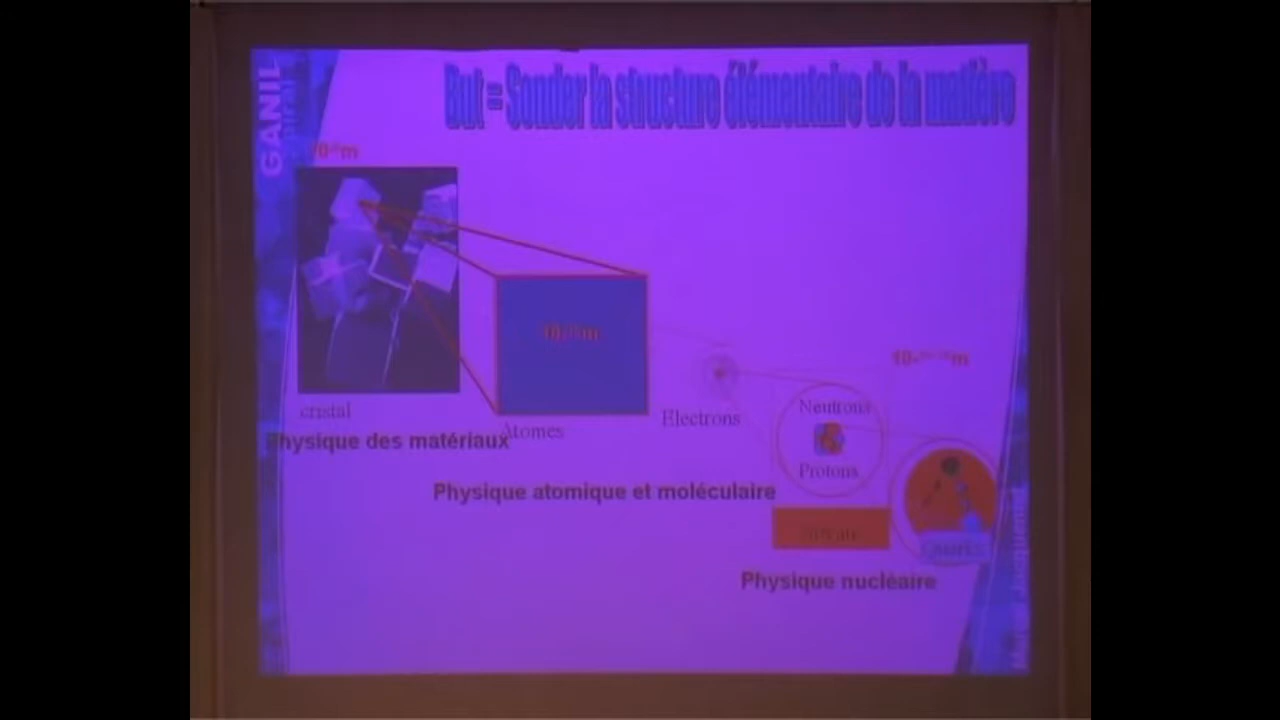 But = Sonder la structure élémentaire de la matière
GANIL
cristal
Physique des matériaux
Atomes
Electrons
Neutrons
Protons
Physique atomique et moléculaire
Quarks
Physique nucléaire